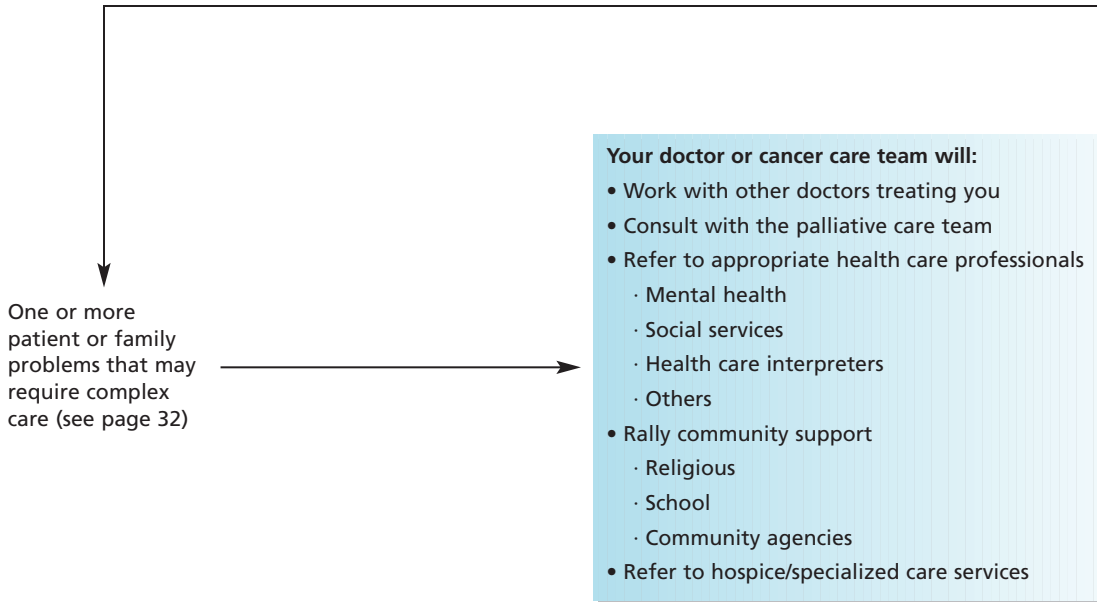 One or more
patient or family
problems that may
require complex
care (see page 32)
Your doctor or cancer care team will:
• Work with other doctors treating you
• Consult with the palliative care team
• Refer to appropriate health care professionals
· Mental health
· Social services
· Health care interpreters
· Others
• Rally community support
· Religious
· School
· Community agencies
• Refer to hospice/specialized care services